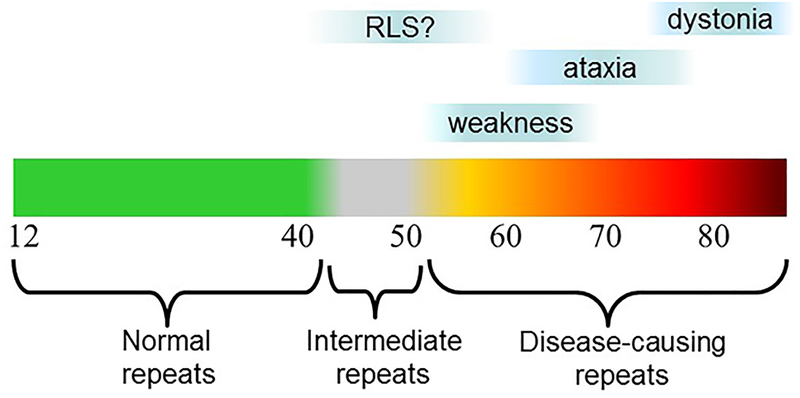 dystonia
RLS?
ataxia
weakness
12 40 50 60 70 80
Normal
repeats
Intermediate
repeats
Disease-causing
repeats